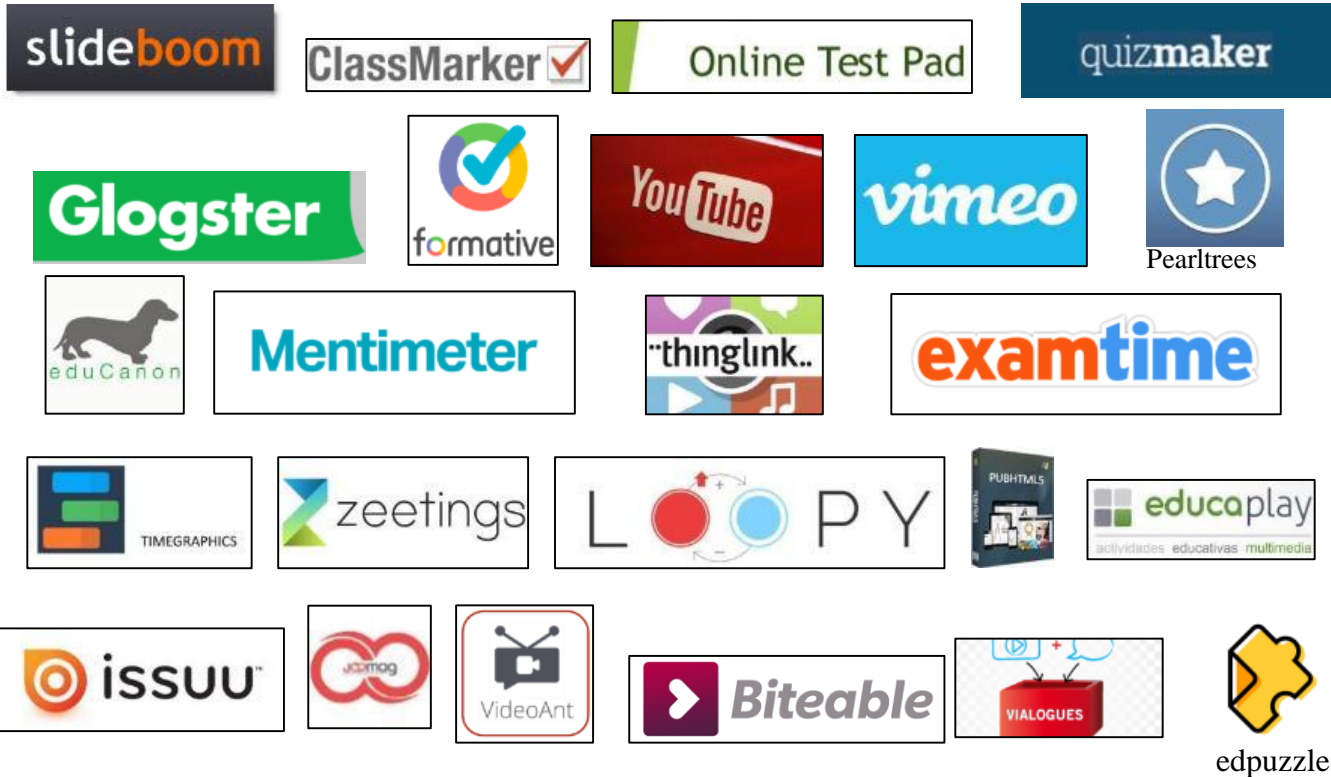 slideboom
ClassMarker
Online Test Pad
quizmaker
Glogster
formative
YouTube
vimeo
Pearltrees
eduCanon
Mentimeter
thinglink..
examtime
TIMEGRAPHICS
zeetings
LOOPY
PUBHTML5
educaplay
actividades educativas multimedia
issuu
joomag
VideoAnt
Biteable
VIALOGUES
edpuzzle